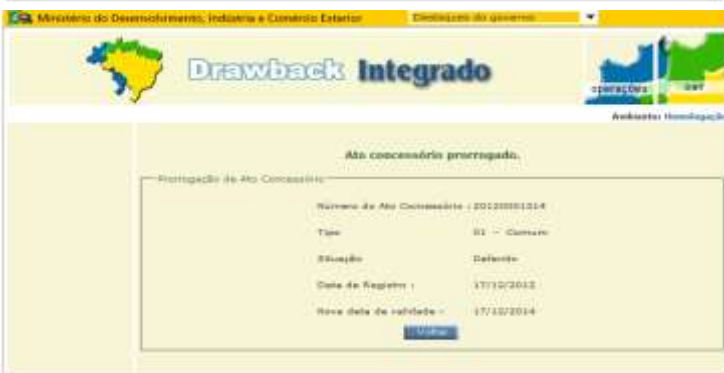 Ministério do Desenvolvimento, Indústria e Comércio Exterior Destaques do governo
Drawback Integrado
operações
Ambiente: Homologação
Ato concessório prorrogado.
Prorrogação de Ato Concessório
Número do Ato Concessório : 20120001014
Tipo 01 - Comum
Situação Deferido
Data de Registro : 17/12/2012
Nova data de validade : 17/12/2014
Voltar